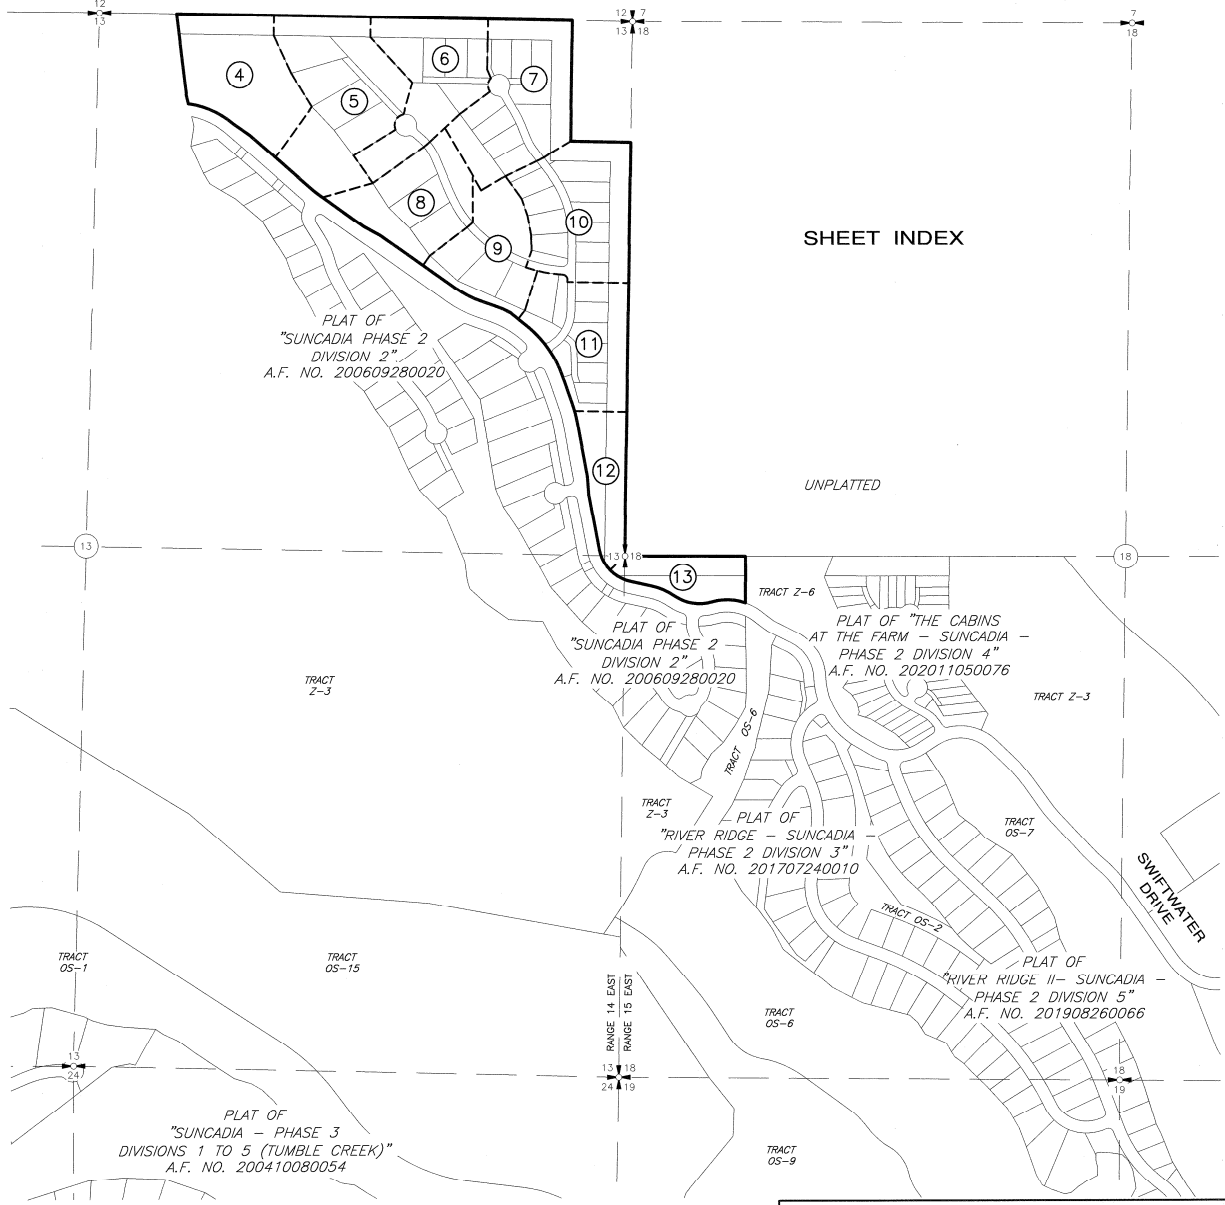 12
13
12 7
13 18
7
18
4
5
6
7
8
9
10
11
12
13
SHEET INDEX
PLAT OF
"SUNCADIA PHASE 2
DIVISION 2"
A.F. NO. 200609280020
UNPLATTED
13
13 18
18
TRACT Z-6
PLAT OF
"SUNCADIA PHASE 2
DIVISION 2"
A.F. NO. 200609280020
PLAT OF "THE CABINS
AT THE FARM - SUNCADIA -
PHASE 2 DIVISION 4"
A.F. NO. 202011050076
TRACT
Z-3
TRACT Z-3
TRACT OS-6
TRACT
Z-3
PLAT OF
"RIVER RIDGE - SUNCADIA -
PHASE 2 DIVISION 3"
A.F. NO. 201707240010
TRACT
OS-7
SWIFTWATER
DRIVE
TRACT OS-2
TRACT
OS-1
TRACT
OS-15
PLAT OF
"RIVER RIDGE II- SUNCADIA -
PHASE 2 DIVISION 5"
A.F. NO. 201908260066
RANGE 14 EAST
RANGE 15 EAST
TRACT
OS-6
13
24
13 18
24 19
18
19
PLAT OF
"SUNCADIA - PHASE 3
DIVISIONS 1 TO 5 (TUMBLE CREEK)"
A.F. NO. 200410080054
TRACT
OS-9